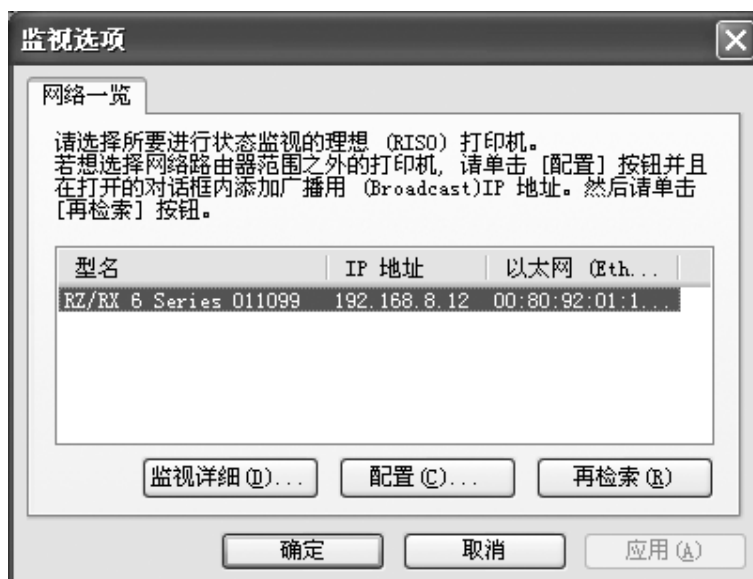 监视选项
网络一览
请选择所要进行状态监视的理想 (RISO) 打印机。
若想选择网络路由器范围之外的打印机, 请单击 [配置] 按钮并且
在打开的对话框内添加广播用 (Broadcast)IP 地址。然后请单击
[再检索] 按钮。
型名 IP 地址 以太网 (Eth...
RZ/RX 6 Series 011099 192.168.8.12 00:80:92:01:1...
监视详细(D)... 配置(C)... 再检索(R)
确定 取消 应用(A)